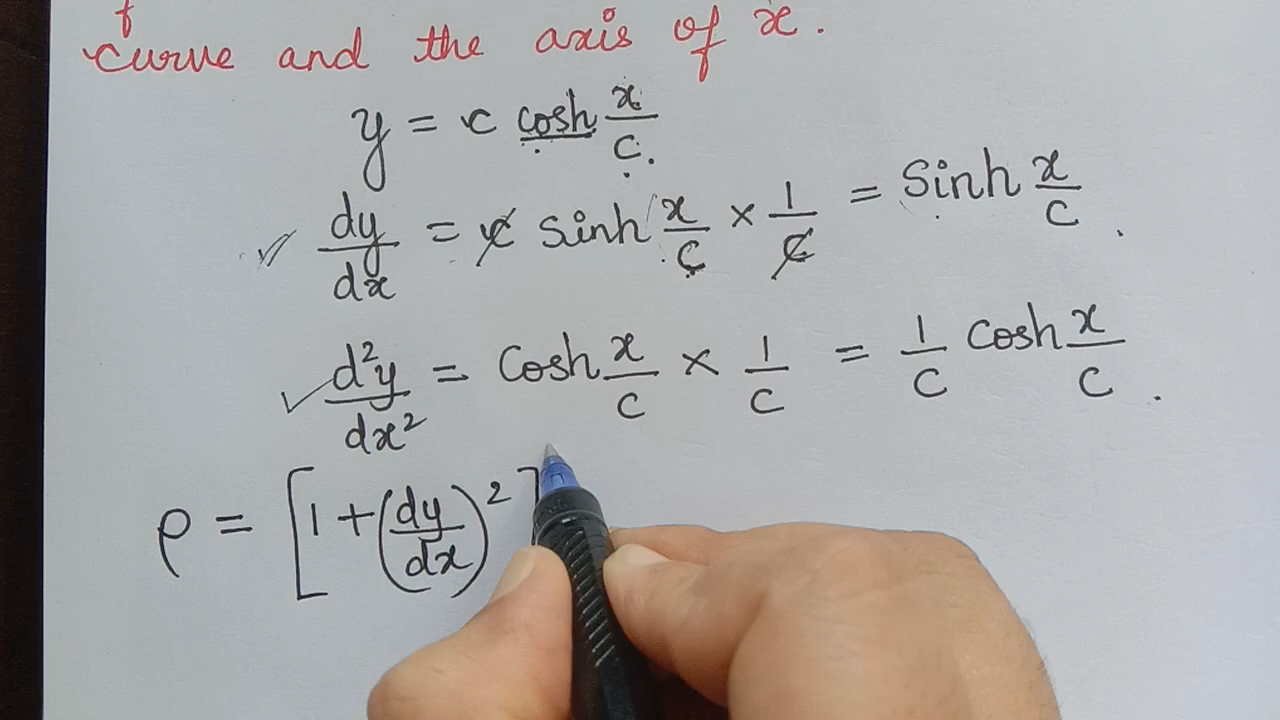 f
curve and the axis of x.
y = c cosh x/c.
dy/dx = c sinh x/c × 1/c = Sinh x/c.
d²y/dx² = Cosh x/c × 1/c = 1/c Cosh x/c.
ρ = [1+(dy/dx)²]